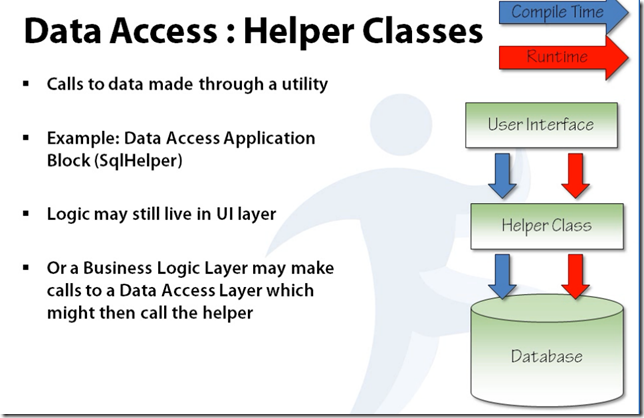 Data Access : Helper Classes
Compile Time
Runtime
▪ Calls to data made through a utility
▪ Example: Data Access Application
Block (SqlHelper)
▪ Logic may still live in UI layer
▪ Or a Business Logic Layer may make
calls to a Data Access Layer which
might then call the helper
User Interface
Helper Class
Database